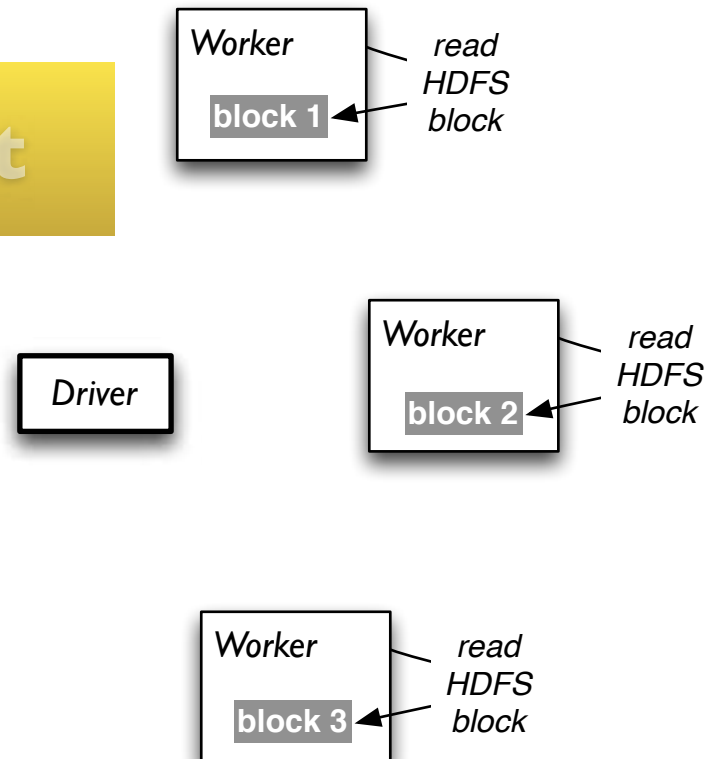 Worker
read
HDFS
block
block 1
t
Worker
read
HDFS
block
block 2
Driver
Worker
read
HDFS
block
block 3